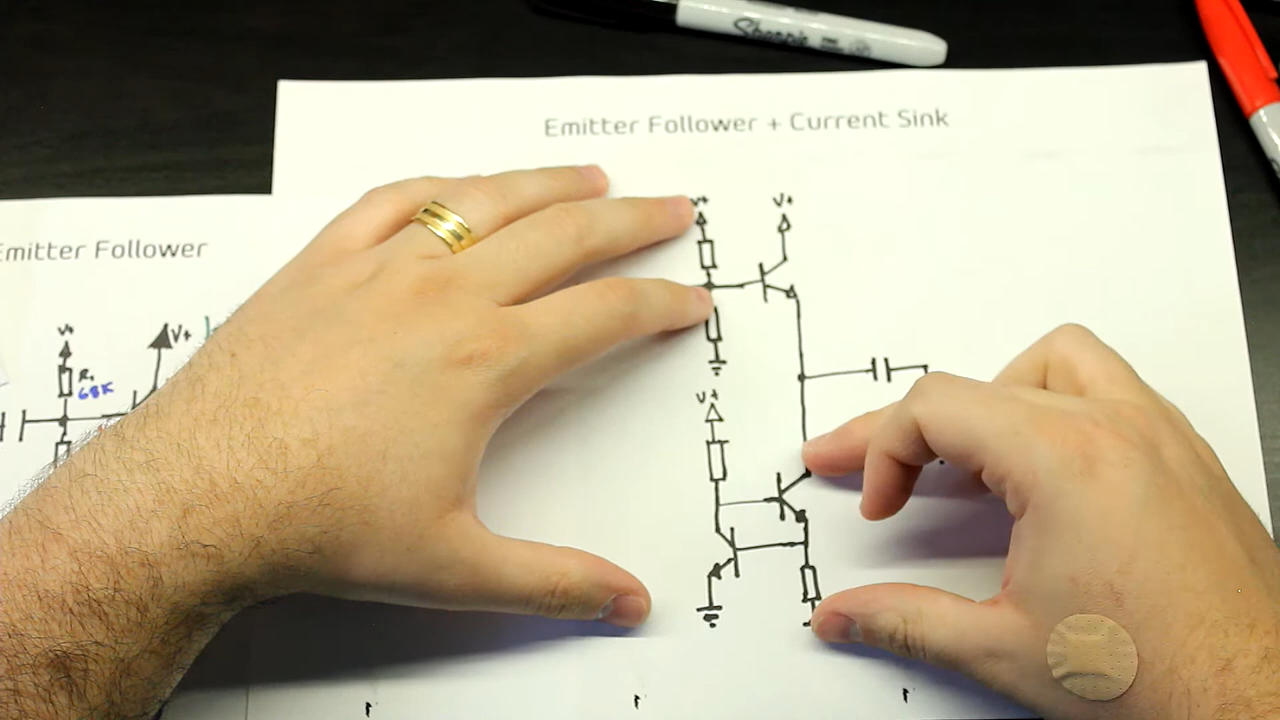 Sharpie
Emitter Follower + Current Sink
Emitter Follower
V+
V+
V+
V+
R1
68K
V+